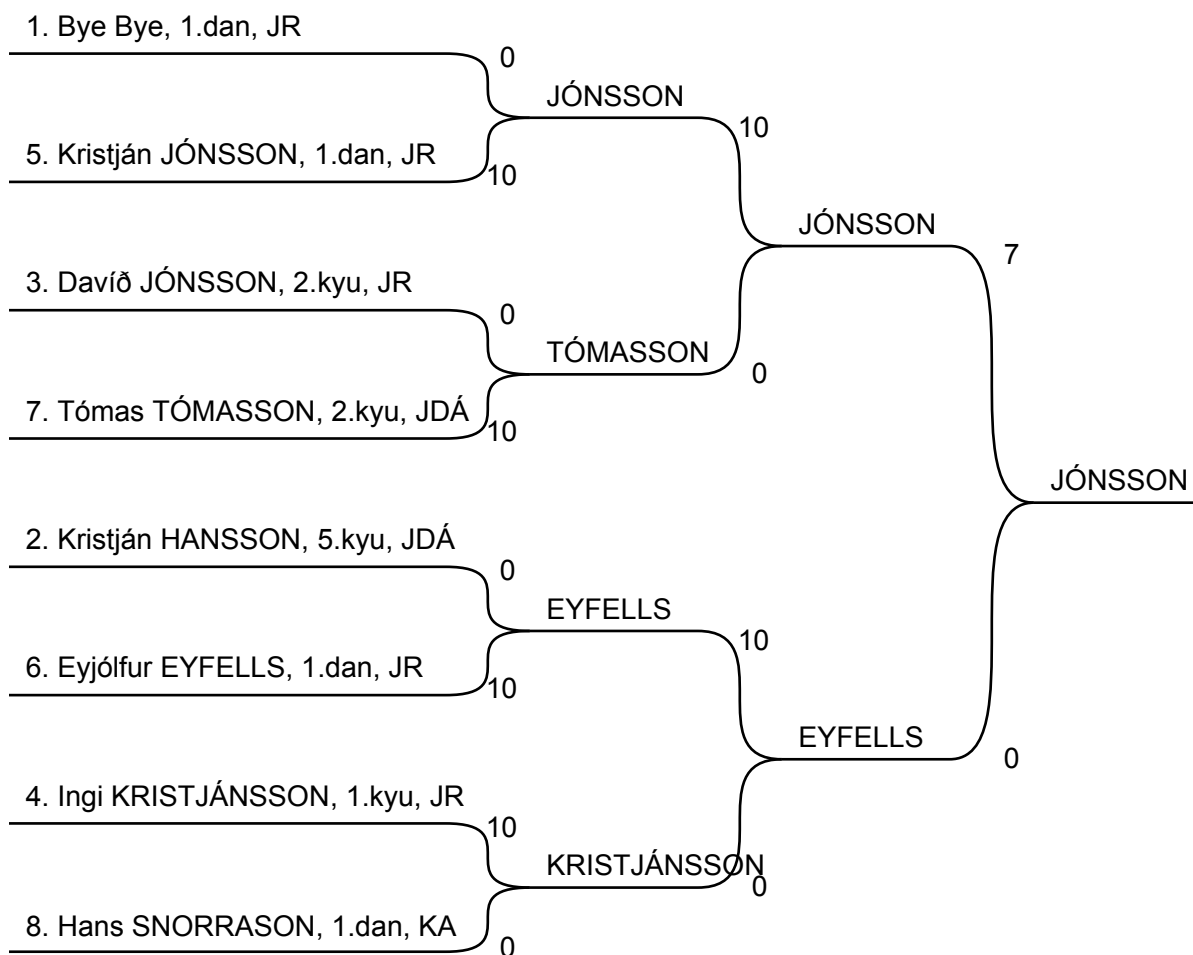 1. Bye Bye, 1.dan, JR
0
JÓNSSON
10
5. Kristján JÓNSSON, 1.dan, JR
10
JÓNSSON
7
3. Davíð JÓNSSON, 2.kyu, JR
0
TÓMASSON
0
7. Tómas TÓMASSON, 2.kyu, JDÁ
10
JÓNSSON
2. Kristján HANSSON, 5.kyu, JDÁ
0
EYFELLS
10
6. Eyjólfur EYFELLS, 1.dan, JR
10
EYFELLS
0
4. Ingi KRISTJÁNSSON, 1.kyu, JR
10
KRISTJÁNSSON
0
8. Hans SNORRASON, 1.dan, KA
0